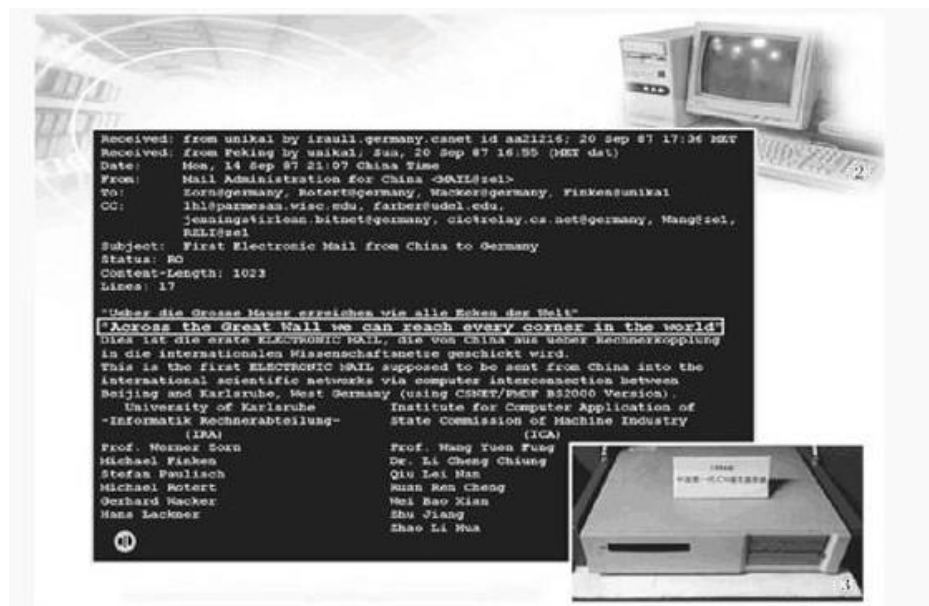 Received: from unikal by iraul1.germany.csnet id aa21216; 20 Sep 87 17:36 MET
Received: from Peking by unikal; Sun, 20 Sep 87 16:55 (MET dst)
Date: Mon, 14 Sep 87 21:07 China Time
From: Mail Administration for China <MAIL@ze1>
To: Zorn@germany, Rotert@germany, Wacker@germany, Finken@unikal
CC: lhl@parmesan.wisc.edu, farber@udel.edu,
jennings%irlean.bitnet@germany, cic%relay.cs.net@germany, Wang@ze1,
RZLI@ze1
Subject: First Electronic Mail from China to Germany
Status: RO
Content-Length: 1023
Lines: 17
"Ueber die Grosse Mauer erreichen wie alle Ecken der Welt"
"Across the Great Wall we can reach every corner in the world"
Dies ist die erste ELECTRONIC MAIL, die von China aus ueber Rechnerkopplung
in die internationalen Wissenschaftsnetze geschickt wird.
This is the first ELECTRONIC MAIL supposed to be sent from China into the
international scientific networks via computer interconnection between
Beijing and Karlsruhe, West Germany (using CSNET/PMDF BS2000 Version).
University of Karlsruhe Institute for Computer Application of
-Informatik Rechnerabteilung- State Commission of Machine Industry
(IRA) (ICA)
Prof. Werner Zorn Prof. Wang Yuen Fung
Michael Finken Dr. Li Cheng Chiung
Stefan Paulisch Qiu Lei Nan
Michael Rotert Ruan Ren Cheng
Gerhard Wacker Wei Bao Xian
Hans Lackner Zhu Jiang
Zhao Li Hua
2
3